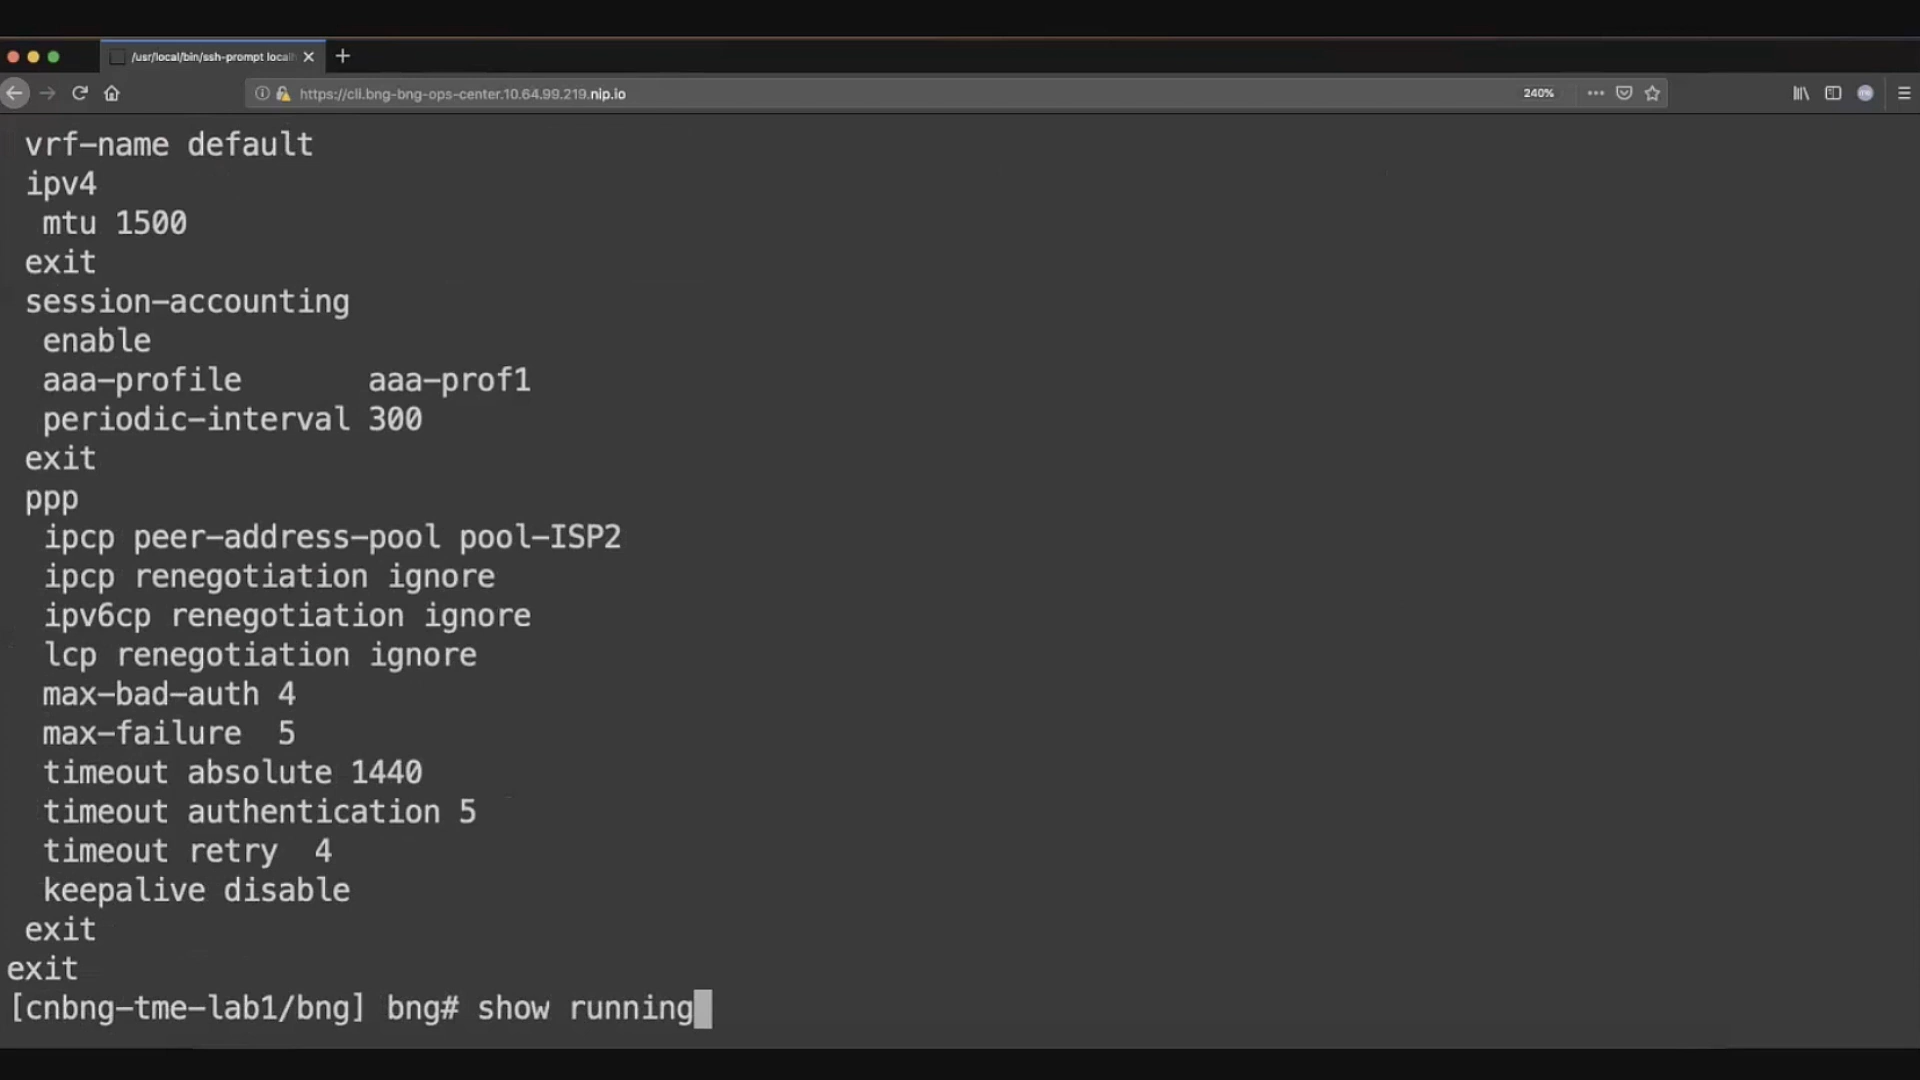 /usr/local/bin/ssh-prompt local
https://cli.bng-bng-ops-center.10.64.99.219.nip.io
240%
vrf-name default
ipv4
mtu 1500
exit
session-accounting
enable
aaa-profile aaa-prof1
periodic-interval 300
exit
ppp
ipcp peer-address-pool pool-ISP2
ipcp renegotiation ignore
ipv6cp renegotiation ignore
lcp renegotiation ignore
max-bad-auth 4
max-failure 5
timeout absolute 1440
timeout authentication 5
timeout retry 4
keepalive disable
exit
exit
[cnbng-tme-lab1/bng] bng# show running